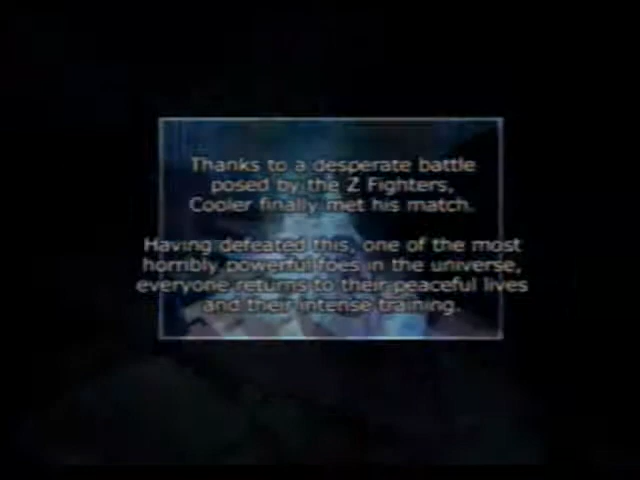 Thanks to a desperate battle
posed by the Z Fighters,
Cooler finally met his match.
Having defeated this, one of the most
horribly powerful foes in the universe,
everyone returns to their peaceful lives
and their intense training.